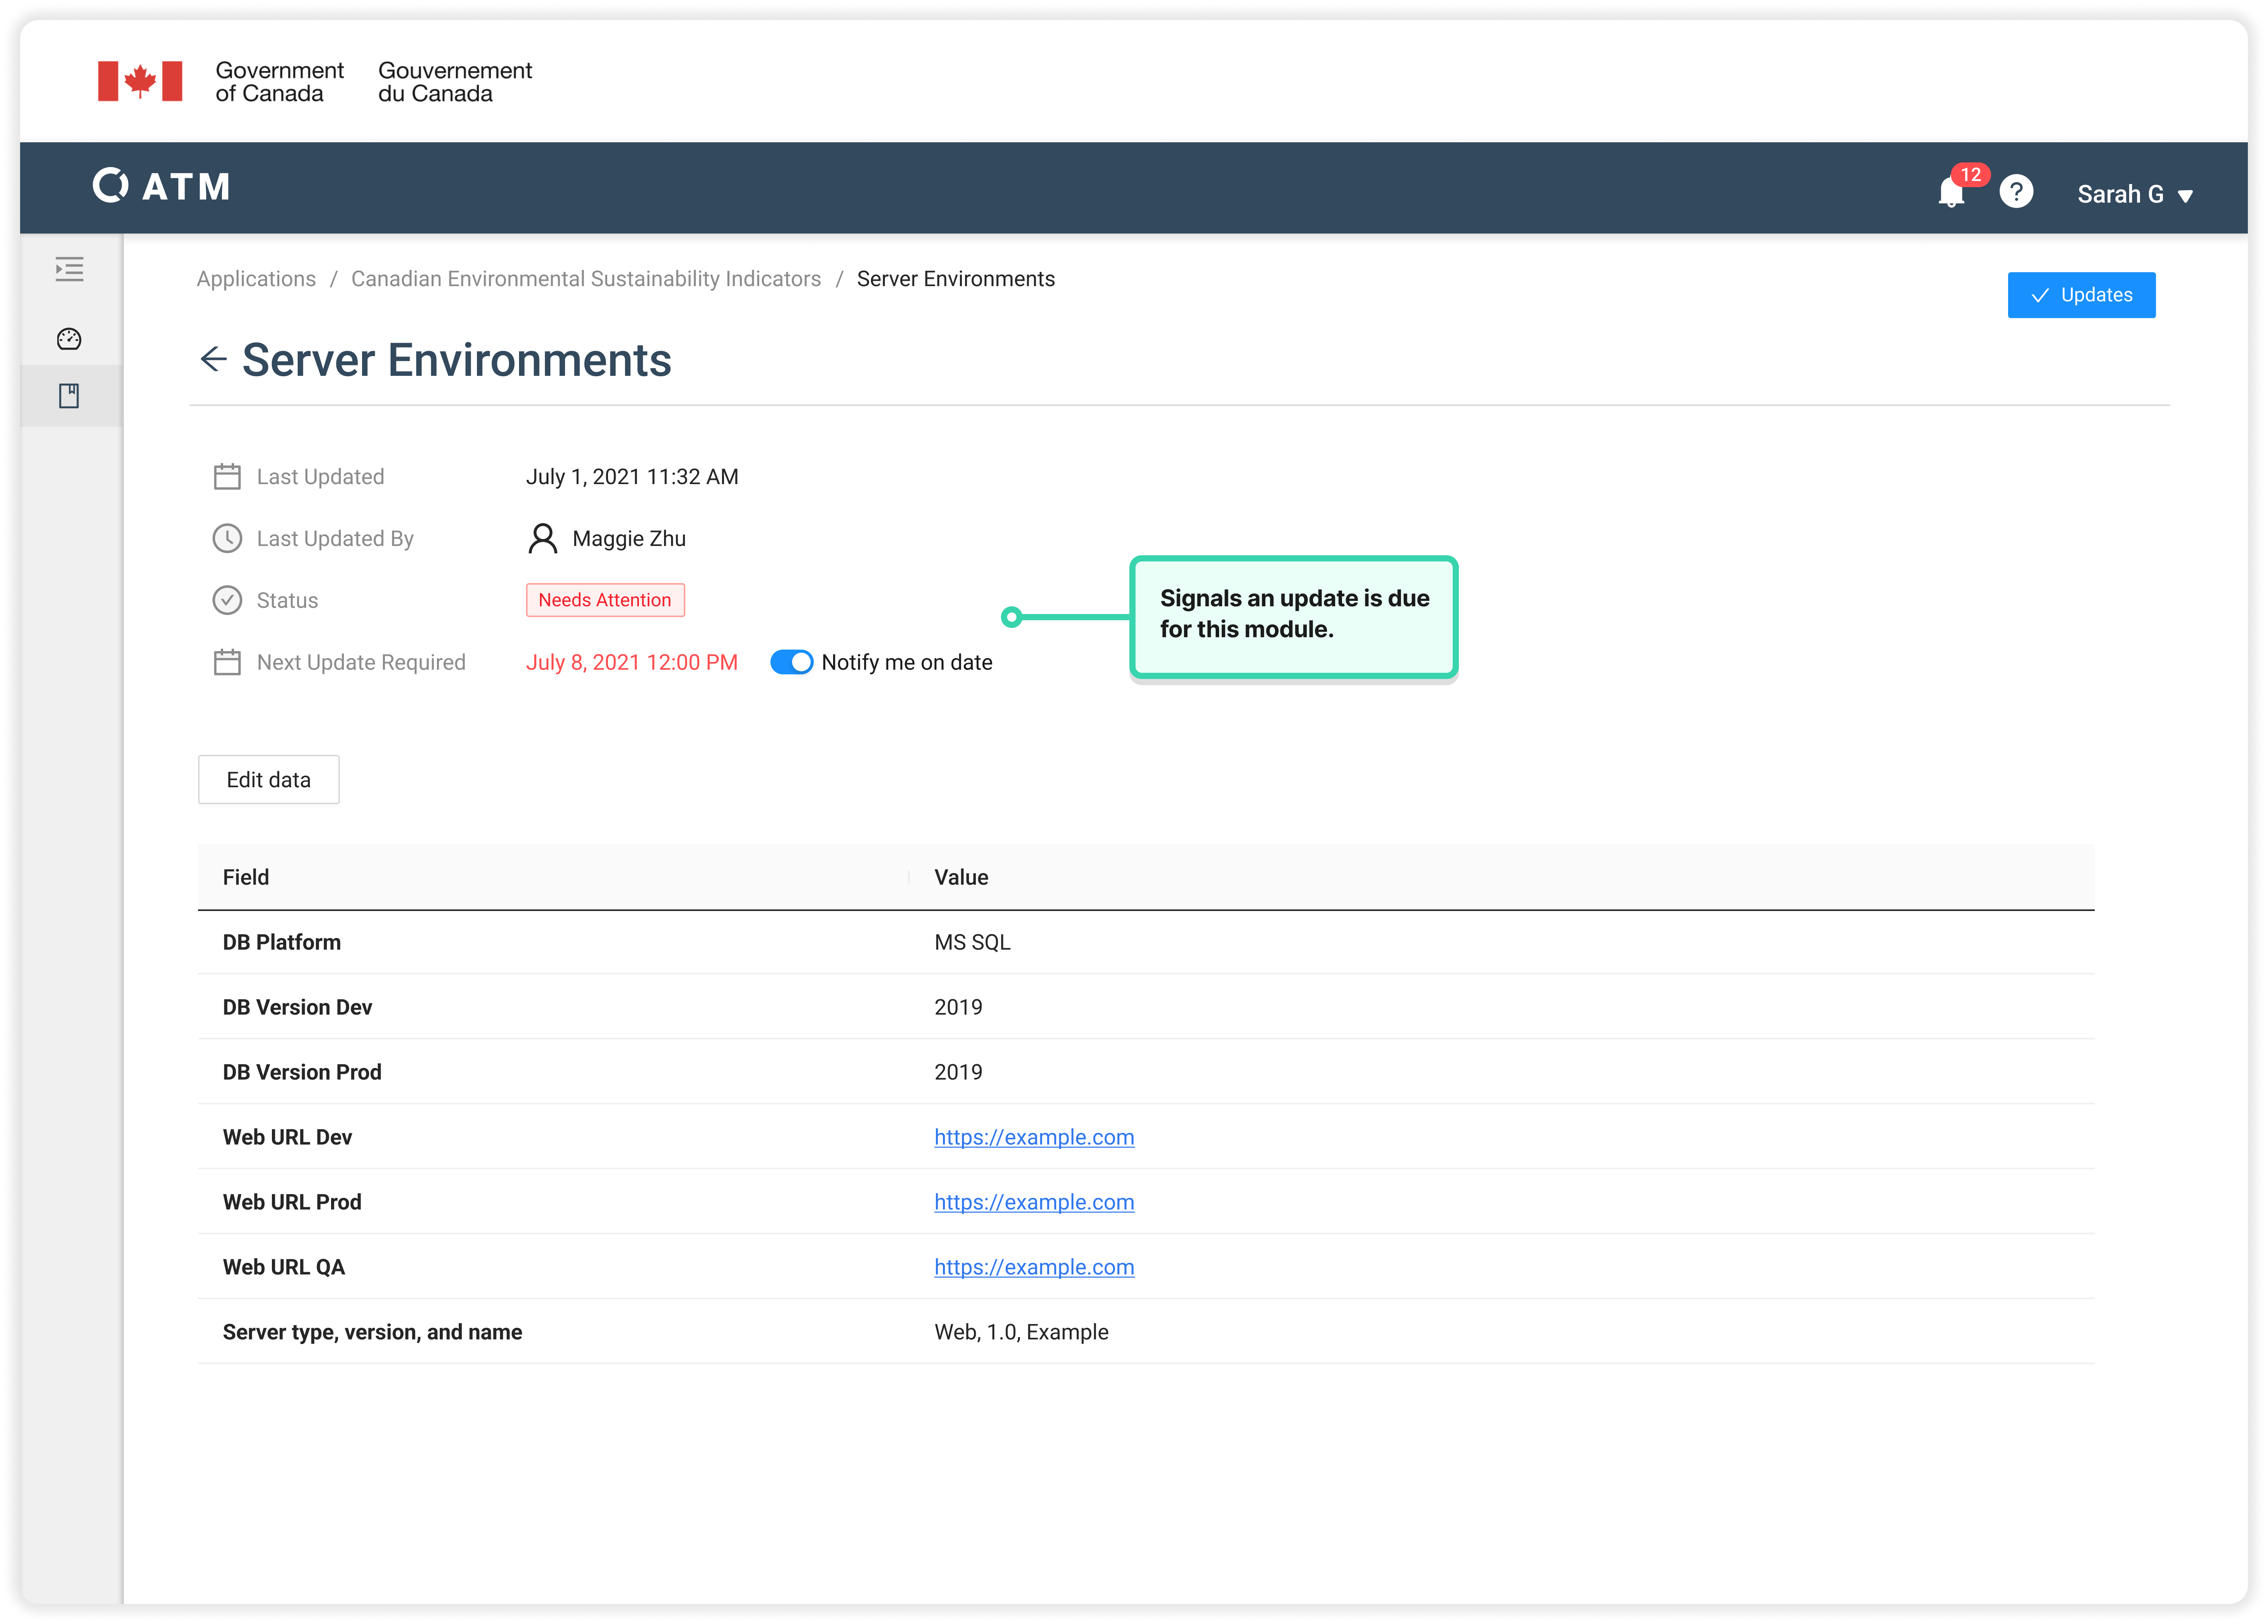 Government
of Canada
Gouvernement
du Canada
ATM
12
?
Sarah G
Applications / Canadian Environmental Sustainability Indicators / Server Environments
Updates
Server Environments
Last Updated July 1, 2021 11:32 AM
Last Updated By Maggie Zhu
Status Needs Attention
Next Update Required July 8, 2021 12:00 PM Notify me on date
Signals an update is due
for this module.
Edit data
Field Value
DB Platform MS SQL
DB Version Dev 2019
DB Version Prod 2019
Web URL Dev https://example.com
Web URL Prod https://example.com
Web URL QA https://example.com
Server type, version, and name Web, 1.0, Example